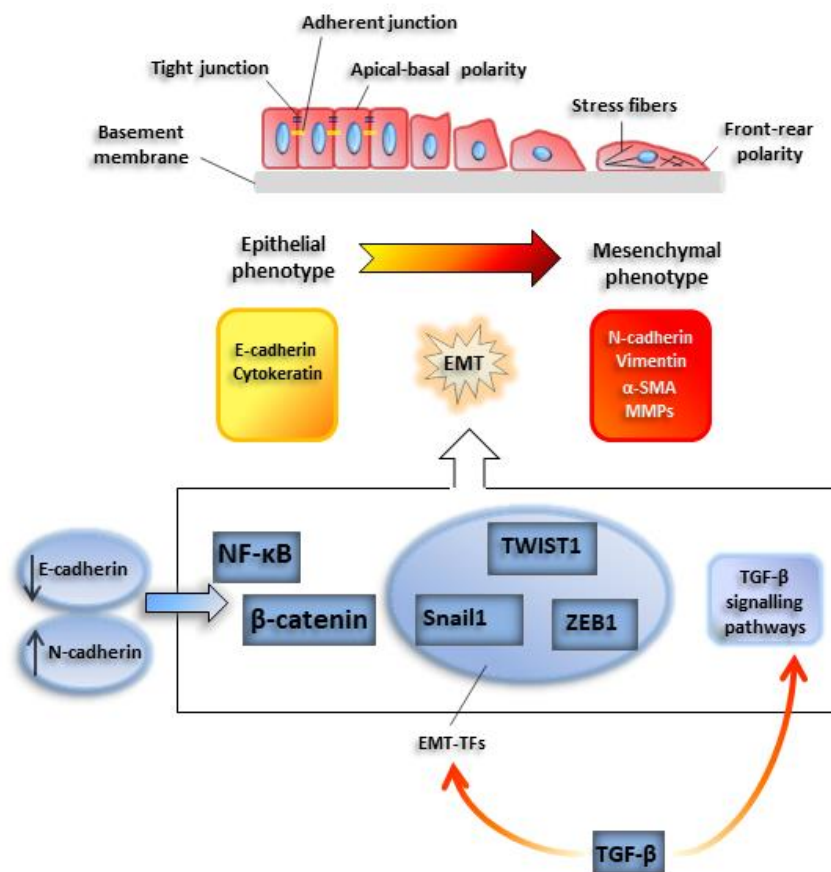 Adherent junction
Tight junction
Apical-basal polarity
Stress fibers
Basement
membrane
Front-rear
polarity
Epithelial
phenotype
Mesenchymal
phenotype
E-cadherin
Cytokeratin
EMT
N-cadherin
Vimentin
α-SMA
MMPs
NF-κB
TWIST1
E-cadherin
β-catenin
Snail1
ZEB1
TGF-β
signalling
pathways
N-cadherin
EMT-TFs
TGF-β